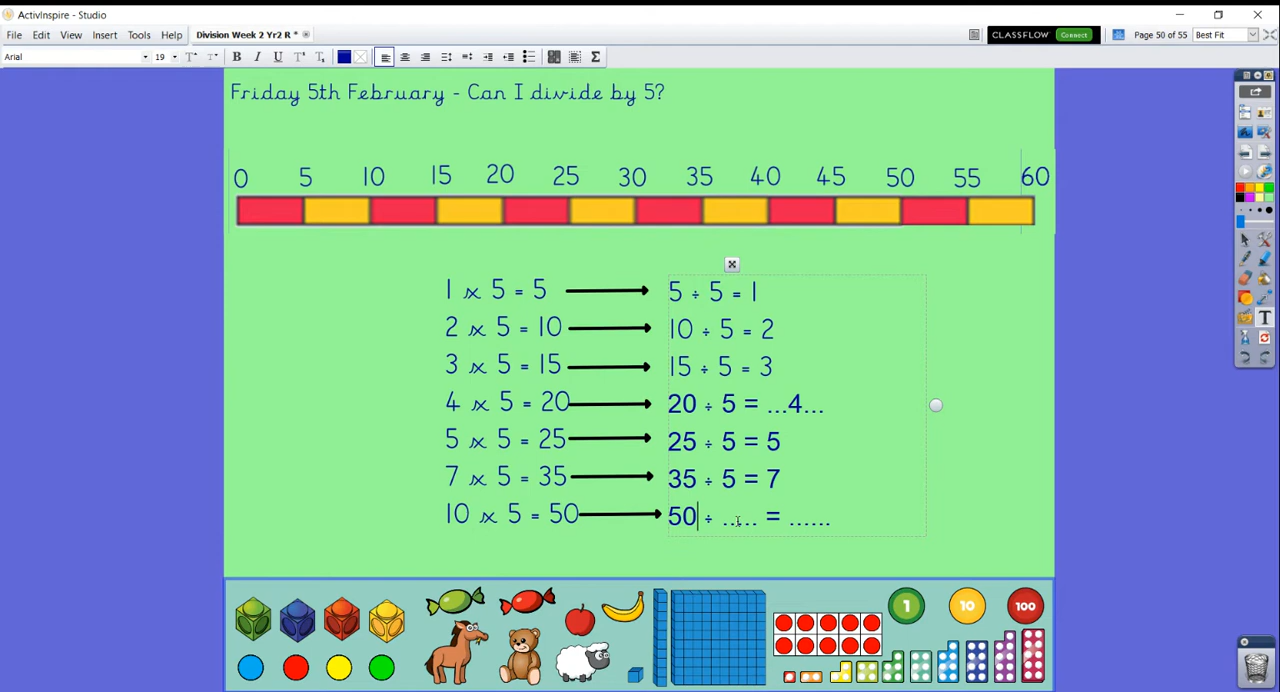 ActivInspire - Studio
File Edit View Insert Tools Help Division Week 2 Yr2 R * CLASSFLOW Connect Page 50 of 55 Best Fit
Arial 19 B I U
Friday 5th February - Can I divide by 5?
0 5 10 15 20 25 30 35 40 45 50 55 60
1 x 5 = 5 5 ÷ 5 = 1
2 x 5 = 10 10 ÷ 5 = 2
3 x 5 = 15 15 ÷ 5 = 3
4 x 5 = 20 20 ÷ 5 = ...4...
5 x 5 = 25 25 ÷ 5 = 5
7 x 5 = 35 35 ÷ 5 = 7
10 x 5 = 50 50 ÷ ..... = ......
1 10 100